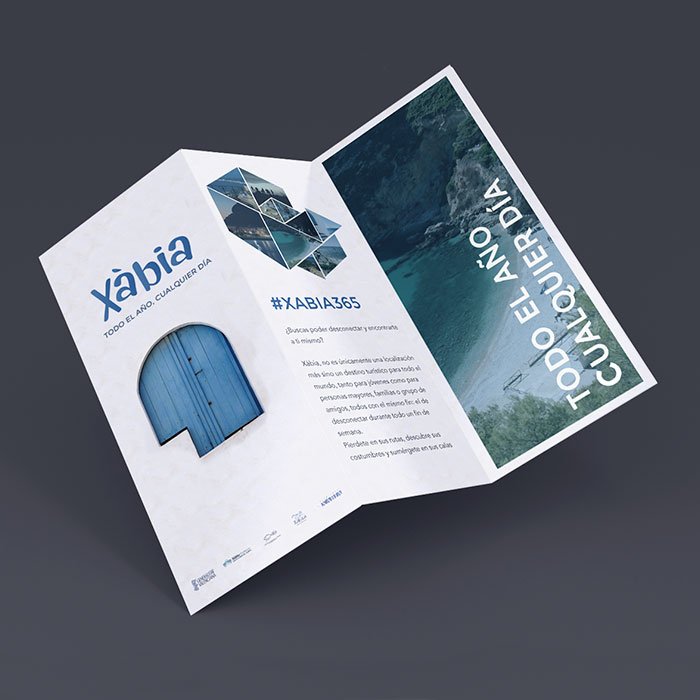 Xàbia
TODO EL AÑO, CUALQUIER DÍA
#XABIA365
¿Buscas poder desconectar y encontrarte
a ti mismo?
Xàbia, no es únicamente una localización
más sino un destino turístico para todo el
mundo, tanto para jóvenes como para
personas mayores, familias o grupo de
amigos, todos con el mismo fin: el de
desconectar durante todo un fin de
semana.
Pierdete en sus rutas, descubre sus
costumbres y sumérgete en sus calas
TODO EL AÑO
CUALQUIER DÍA
GENERALITAT
VALENCIANA